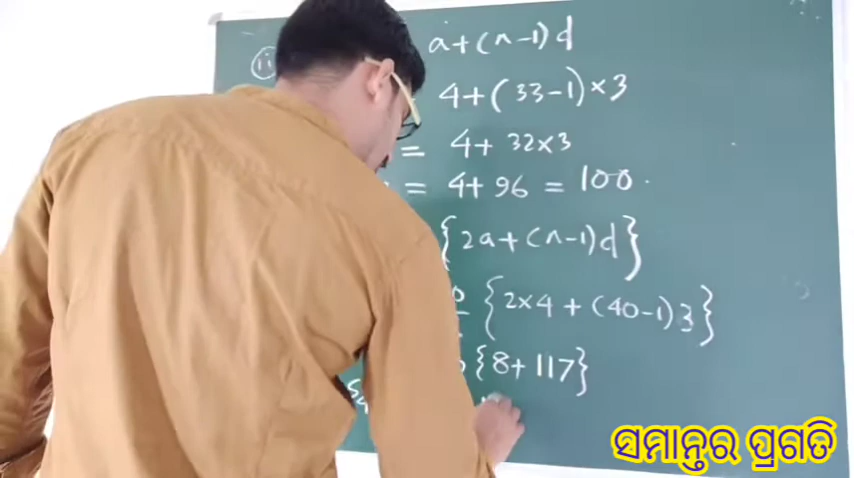 ii a+(n-1)d
4+(33-1)×3
= 4+ 32×3
= 4+ 96 = 100.
{2a+(n-1)d}
{2×4 + (40-1)3}
{8+ 117}
ସମାନ୍ତର ପ୍ରଗତି